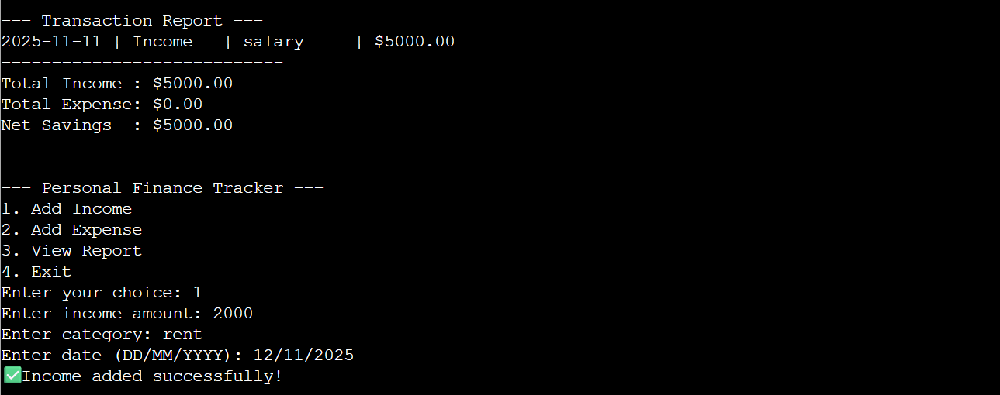 --- Transaction Report ---
2025-11-11 | Income   | salary     | $5000.00
----------------------------
Total Income : $5000.00
Total Expense: $0.00
Net Savings  : $5000.00
----------------------------
--- Personal Finance Tracker ---
1. Add Income
2. Add Expense
3. View Report
4. Exit
Enter your choice: 1
Enter income amount: 2000
Enter category: rent
Enter date (DD/MM/YYYY): 12/11/2025
✅Income added successfully!